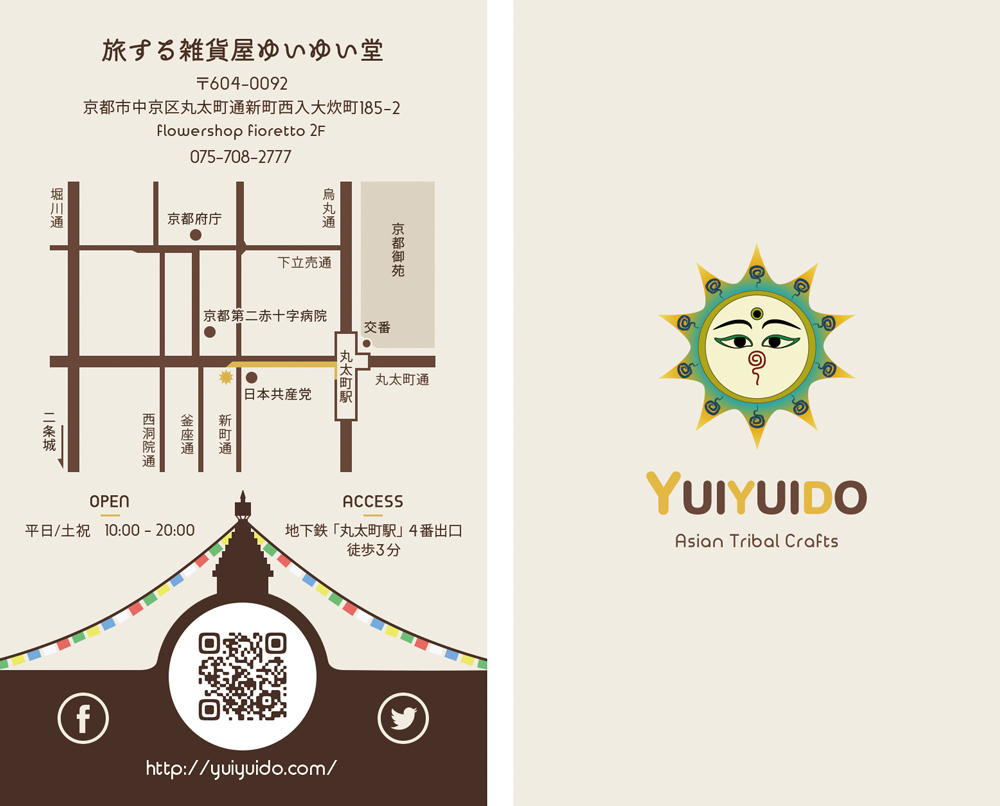 旅する雑貨屋ゆいゆい堂
〒604-0092
京都市中京区丸太町通新町西入大炊町185-2
flowershop fioretto 2F
075-708-2777
堀川通
烏丸通
京都府庁
京都御苑
下立売通
京都第二赤十字病院
交番
丸太町駅
丸太町通
日本共産党
二条城
西洞院通
釜座通
新町通
OPEN
平日/土祝 10:00 - 20:00
ACCESS
地下鉄「丸太町駅」4番出口
徒歩3分
http://yuiyuido.com/
YUIYUIDO
Asian Tribal Crafts